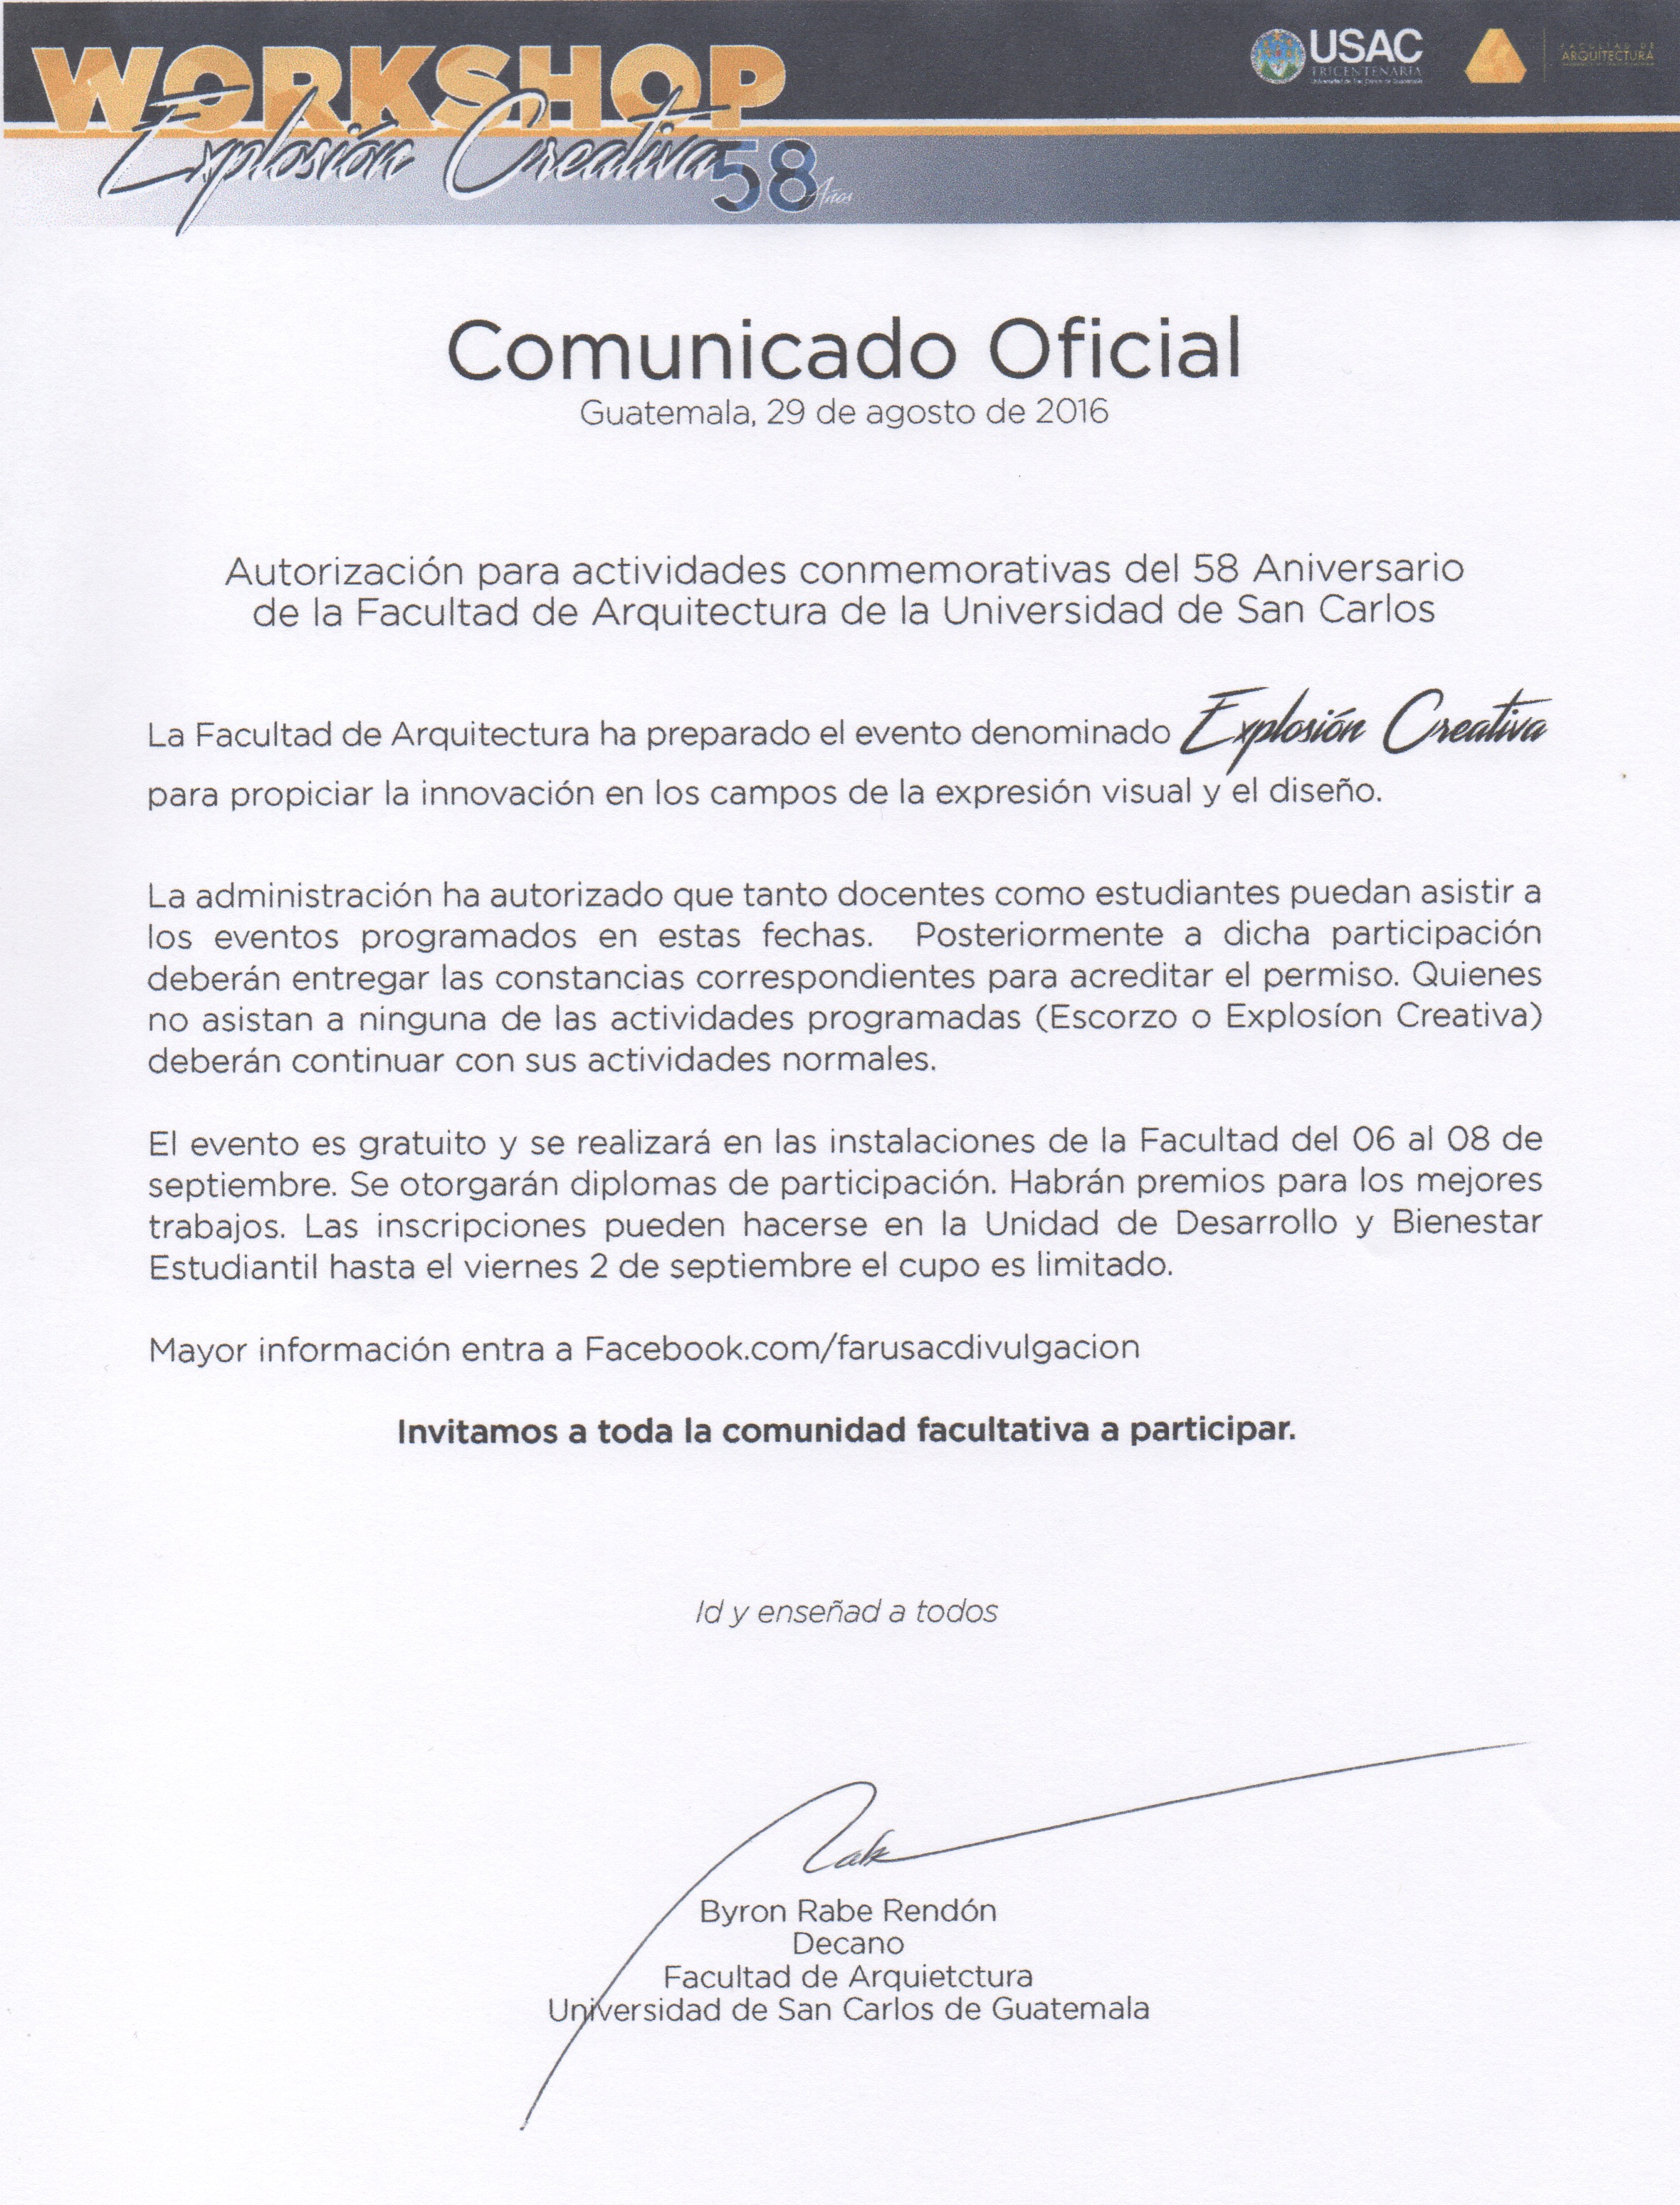 WORKSHOP
Explosión Creativa
58 Años
USAC
TRICENTENARIA
Universidad de San Carlos de Guatemala
FACULTAD DE
ARQUITECTURA
Comunicado Oficial
Guatemala, 29 de agosto de 2016
Autorización para actividades conmemorativas del 58 Aniversario
de la Facultad de Arquitectura de la Universidad de San Carlos
La Facultad de Arquitectura ha preparado el evento denominado Explosión Creativa
para propiciar la innovación en los campos de la expresión visual y el diseño.
La administración ha autorizado que tanto docentes como estudiantes puedan asistir a
los eventos programados en estas fechas. Posteriormente a dicha participación
deberán entregar las constancias correspondientes para acreditar el permiso. Quienes
no asistan a ninguna de las actividades programadas (Escorzo o Explosíon Creativa)
deberán continuar con sus actividades normales.
El evento es gratuito y se realizará en las instalaciones de la Facultad del 06 al 08 de
septiembre. Se otorgarán diplomas de participación. Habrán premios para los mejores
trabajos. Las inscripciones pueden hacerse en la Unidad de Desarrollo y Bienestar
Estudiantil hasta el viernes 2 de septiembre el cupo es limitado.
Mayor información entra a Facebook.com/farusacdivulgacion
Invitamos a toda la comunidad facultativa a participar.
Id y enseñad a todos
Byron Rabe Rendón
Decano
Facultad de Arquietctura
Universidad de San Carlos de Guatemala